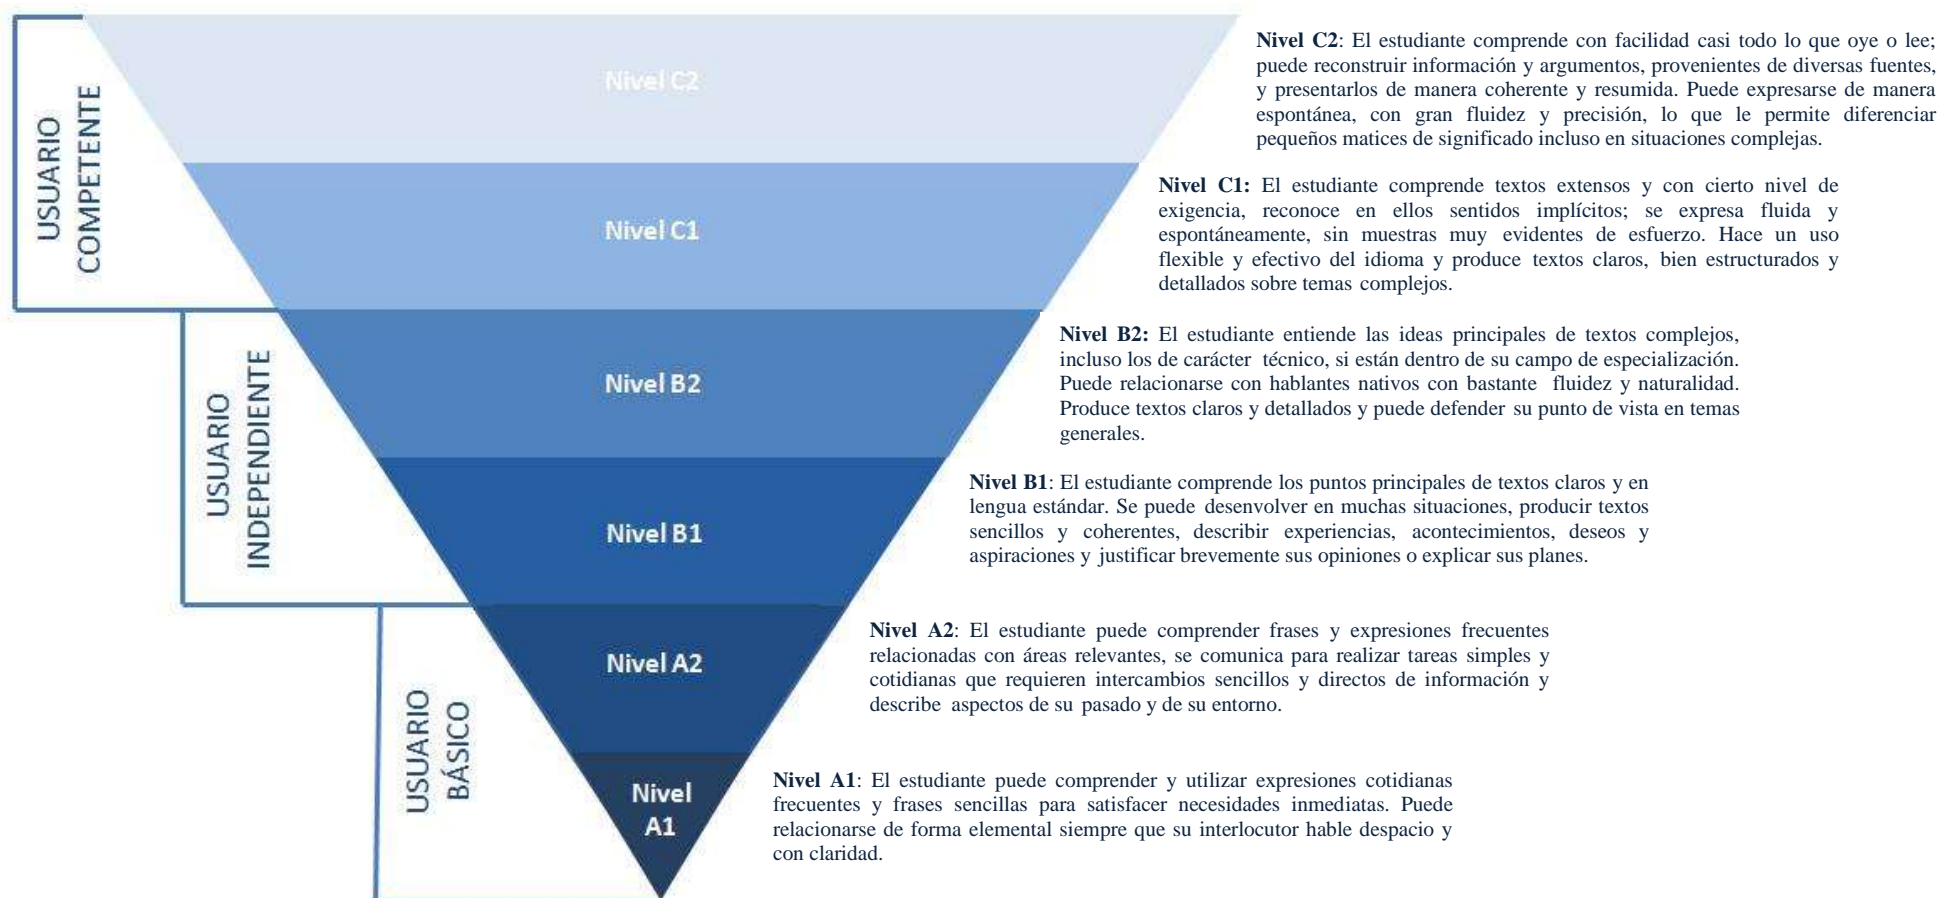 USUARIO
COMPETENTE
Nivel C2
Nivel C2: El estudiante comprende con facilidad casi todo lo que oye o lee;
puede reconstruir información y argumentos, provenientes de diversas fuentes,
y presentarlos de manera coherente y resumida. Puede expresarse de manera
espontánea, con gran fluidez y precisión, lo que le permite diferenciar
pequeños matices de significado incluso en situaciones complejas.
Nivel C1
Nivel C1: El estudiante comprende textos extensos y con cierto nivel de
exigencia, reconoce en ellos sentidos implícitos; se expresa fluida y
espontáneamente, sin muestras muy evidentes de esfuerzo. Hace un uso
flexible y efectivo del idioma y produce textos claros, bien estructurados y
detallados sobre temas complejos.
USUARIO
INDEPENDIENTE
Nivel B2
Nivel B2: El estudiante entiende las ideas principales de textos complejos,
incluso los de carácter técnico, si están dentro de su campo de especialización.
Puede relacionarse con hablantes nativos con bastante fluidez y naturalidad.
Produce textos claros y detallados y puede defender su punto de vista en temas
generales.
Nivel B1
Nivel B1: El estudiante comprende los puntos principales de textos claros y en
lengua estándar. Se puede desenvolver en muchas situaciones, producir textos
sencillos y coherentes, describir experiencias, acontecimientos, deseos y
aspiraciones y justificar brevemente sus opiniones o explicar sus planes.
USUARIO
BÁSICO
Nivel A2
Nivel A2: El estudiante puede comprender frases y expresiones frecuentes
relacionadas con áreas relevantes, se comunica para realizar tareas simples y
cotidianas que requieren intercambios sencillos y directos de información y
describe aspectos de su pasado y de su entorno.
Nivel
A1
Nivel A1: El estudiante puede comprender y utilizar expresiones cotidianas
frecuentes y frases sencillas para satisfacer necesidades inmediatas. Puede
relacionarse de forma elemental siempre que su interlocutor hable despacio y
con claridad.